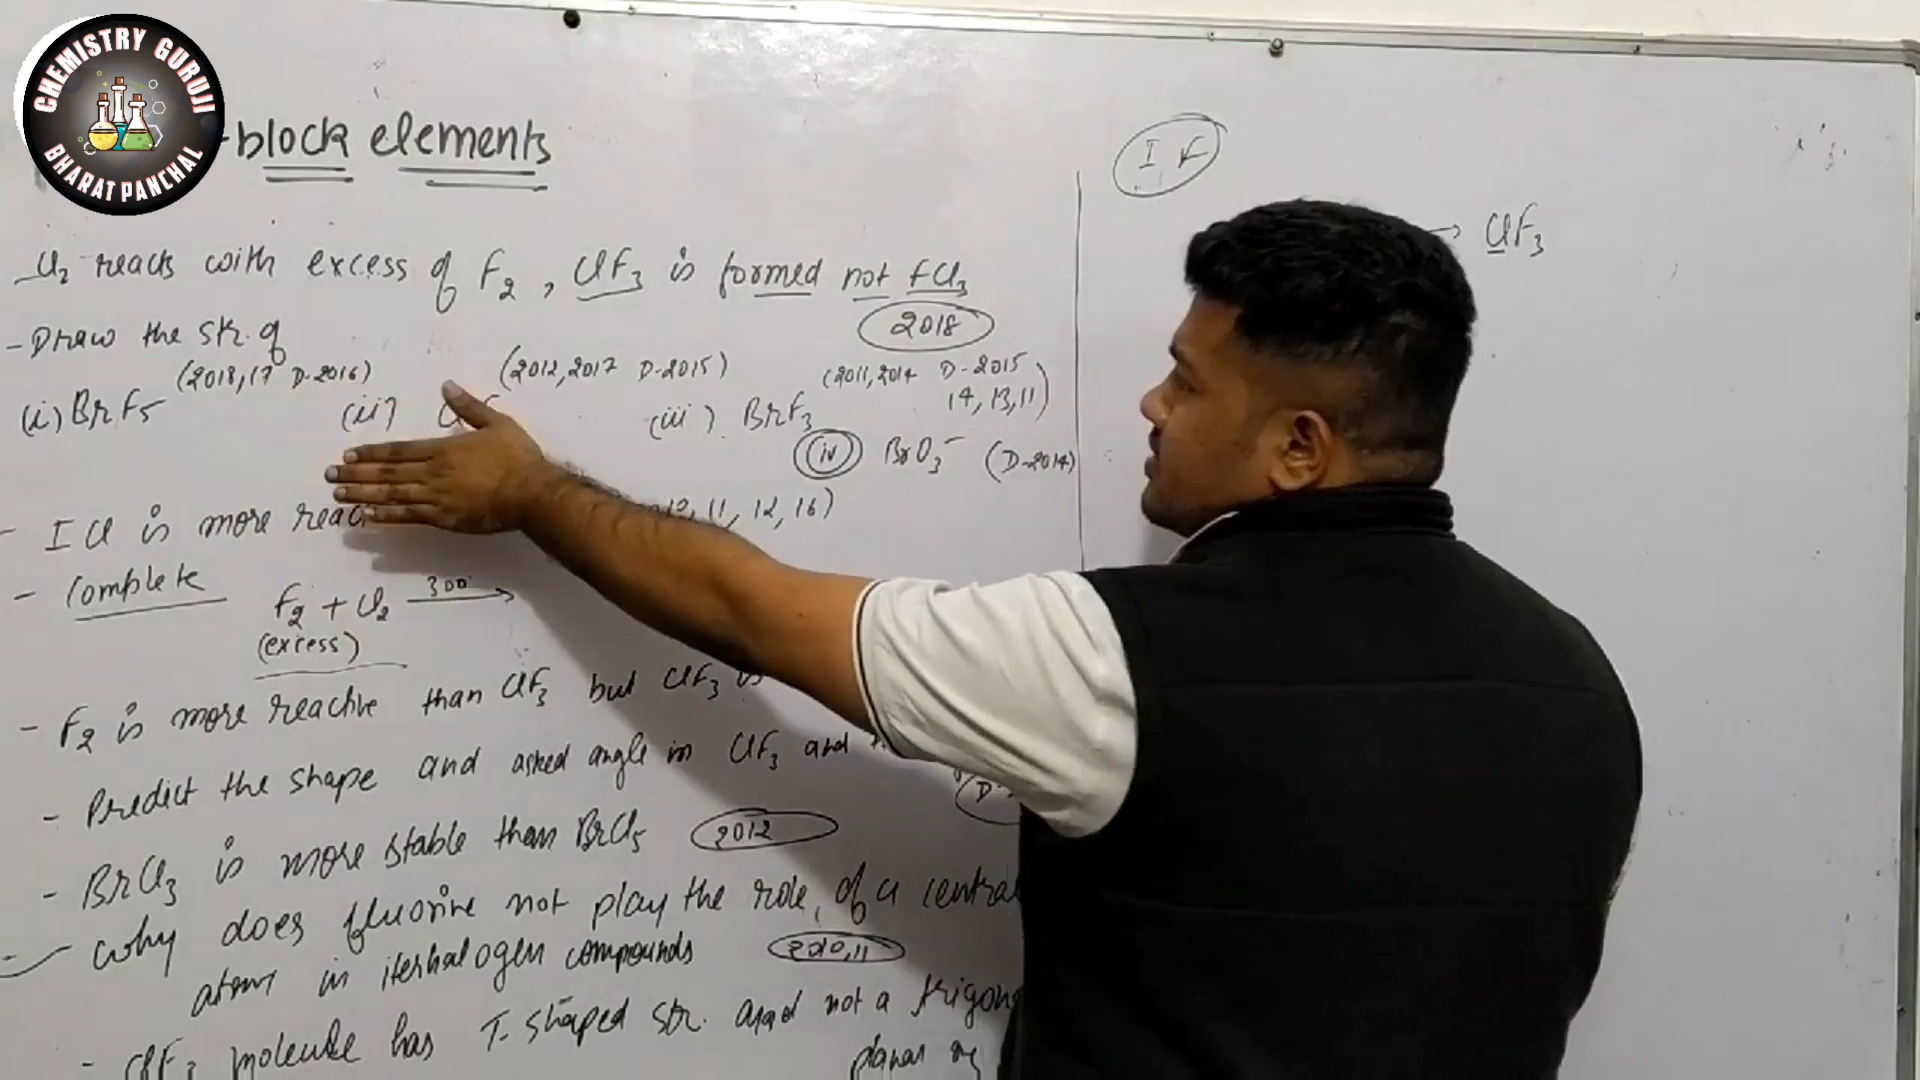 CHEMISTRY GURUJI
BHARAT PANCHAL
-block elements
Cl2 reacts with excess of F2, ClF3 is formed not FCl3
2018
- Draw the str. of
(2018,17 D-2016) (2012,2017 D-2015) (2011,2014 D-2015
14,13,11)
(i) BrF5 (ii) (iii) BrF3
(iv) BrO3- (D-2014)
- ICl is more 11, 12, 16)
- Complete F2 + Cl2 300
(excess)
- F2 is more reactive than ClF3 but ClF3 is
- Predict the shape and asked angle in ClF3 and
- BrCl3 is more stable than BrCl5 2012
- Why does fluorine not play the role of a central
atom in iterhalogen compounds 2010,11
- ClF3 molecule has T-shaped str. and not a
planar
I F
→ ClF3